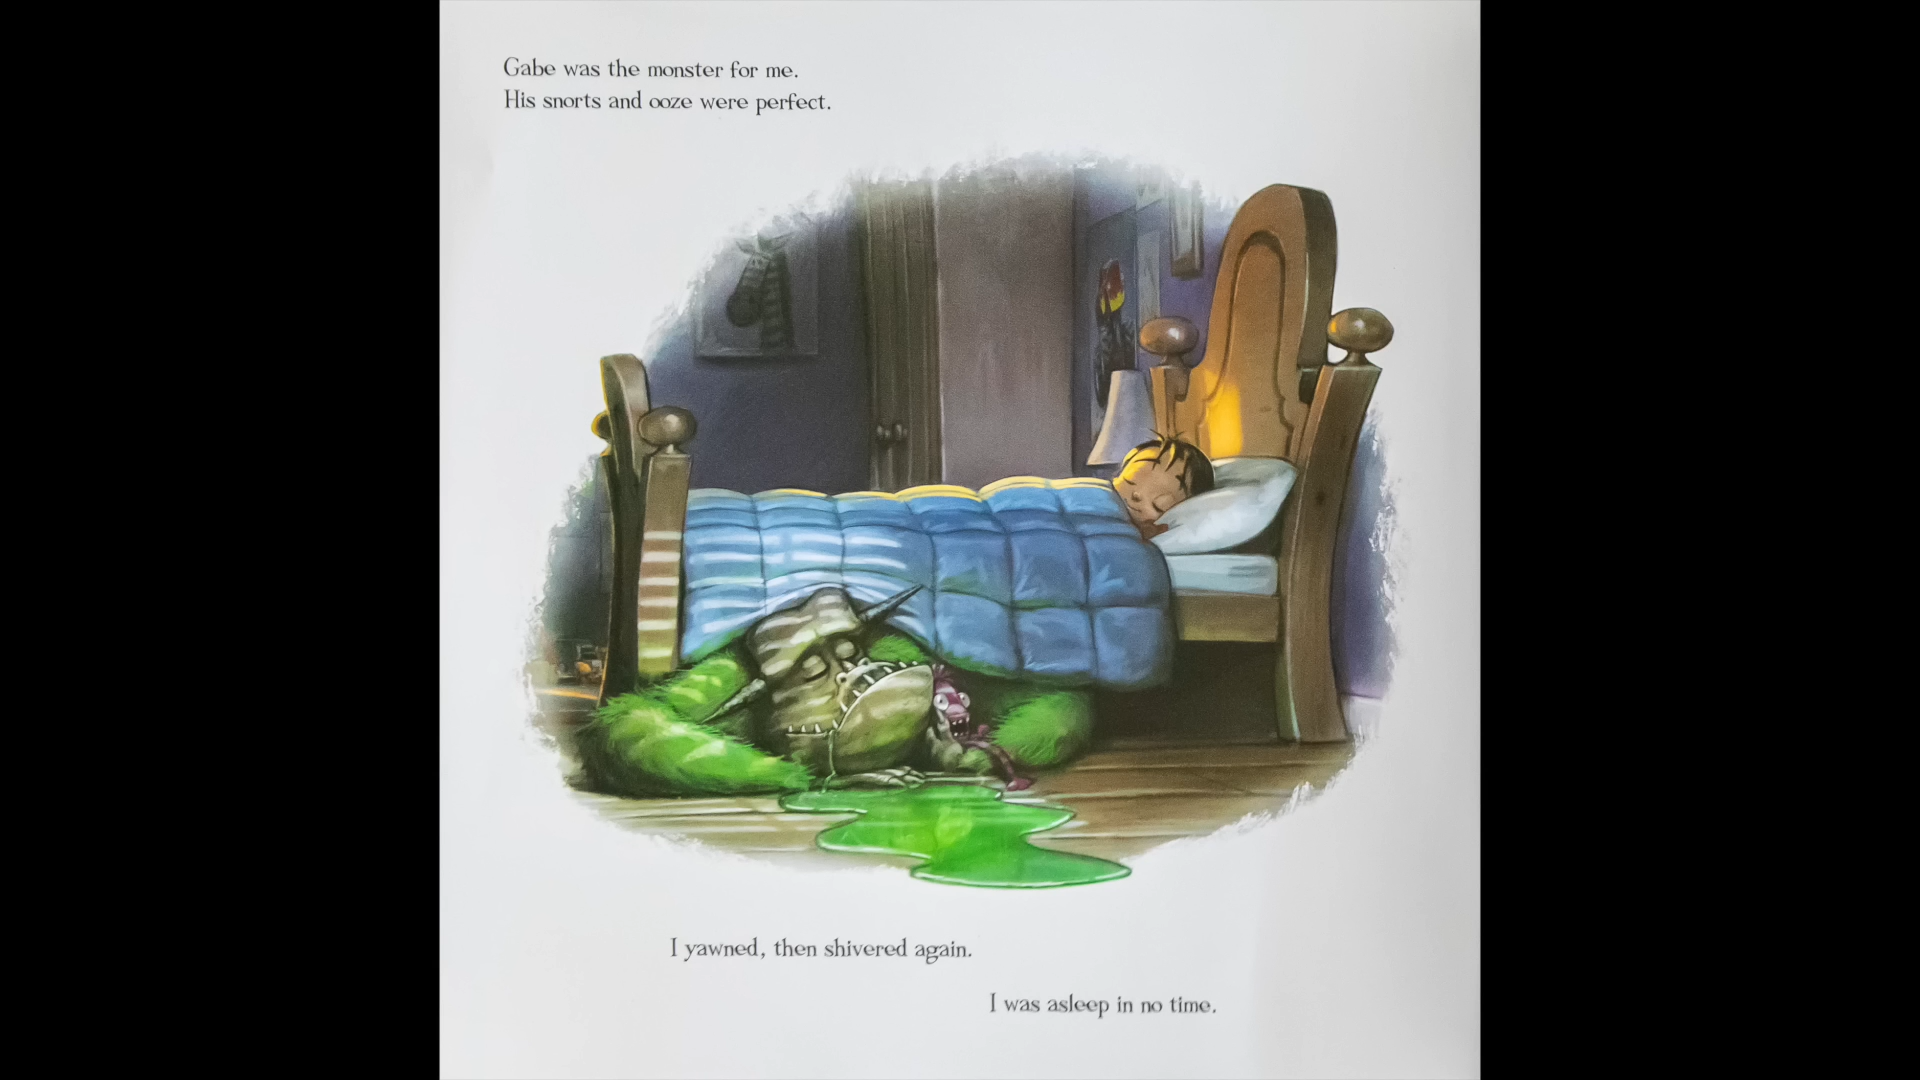 Gabe was the monster for me.
His snorts and ooze were perfect.
I yawned, then shivered again.
I was asleep in no time.